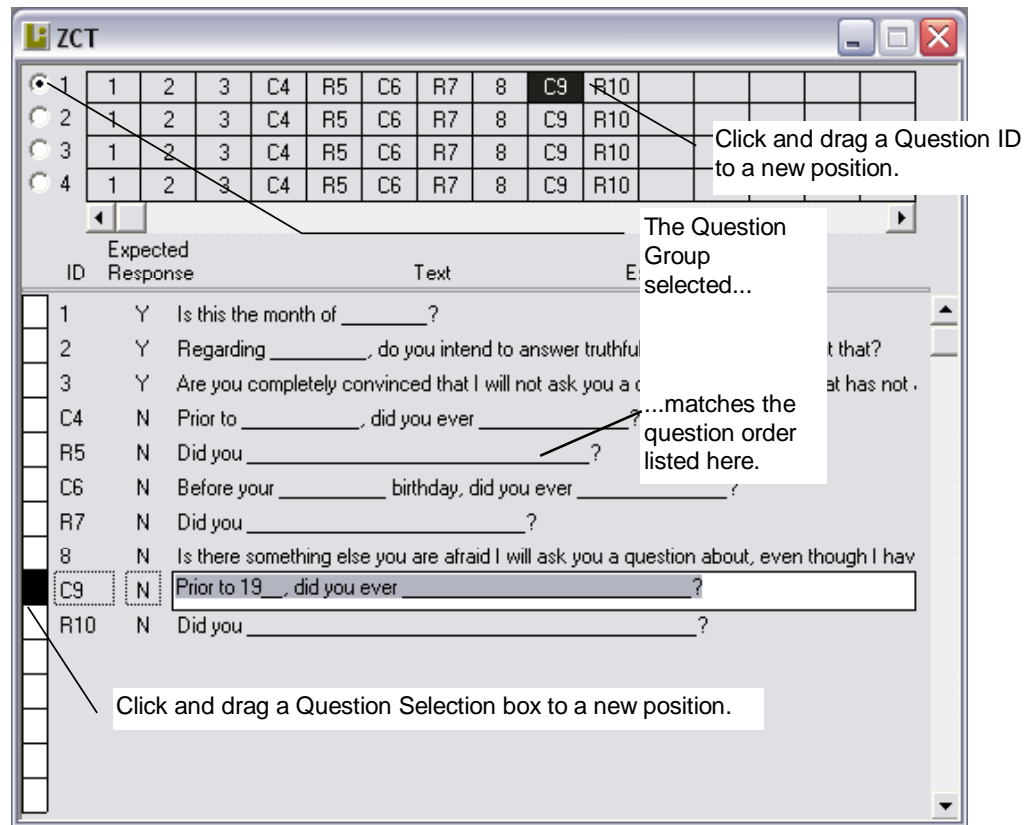 ZCT
1 1 2 3 C4 R5 C6 R7 8 C9 R10
2 1 2 3 C4 R5 C6 R7 8 C9 R10
3 1 2 3 C4 R5 C6 R7 8 C9 R10
4 1 2 3 C4 R5 C6 R7 8 C9 R10
Click and drag a Question ID
to a new position.
The Question
Group
selected...
...matches the
question order
listed here.
Expected
ID Response Text E
1 Y Is this the month of ________?
2 Y Regarding _________, do you intend to answer truthful t that?
3 Y Are you completely convinced that I will not ask you a at has not
C4 N Prior to ___________, did you ever ______________?
R5 N Did you ________________________________?
C6 N Before your __________ birthday, did you ever ______________?
R7 N Did you __________________________?
8 N Is there something else you are afraid I will ask you a question about, even though I hav
C9 N Prior to 19__, did you ever ___________________________?
R10 N Did you __________________________________________?
Click and drag a Question Selection box to a new position.